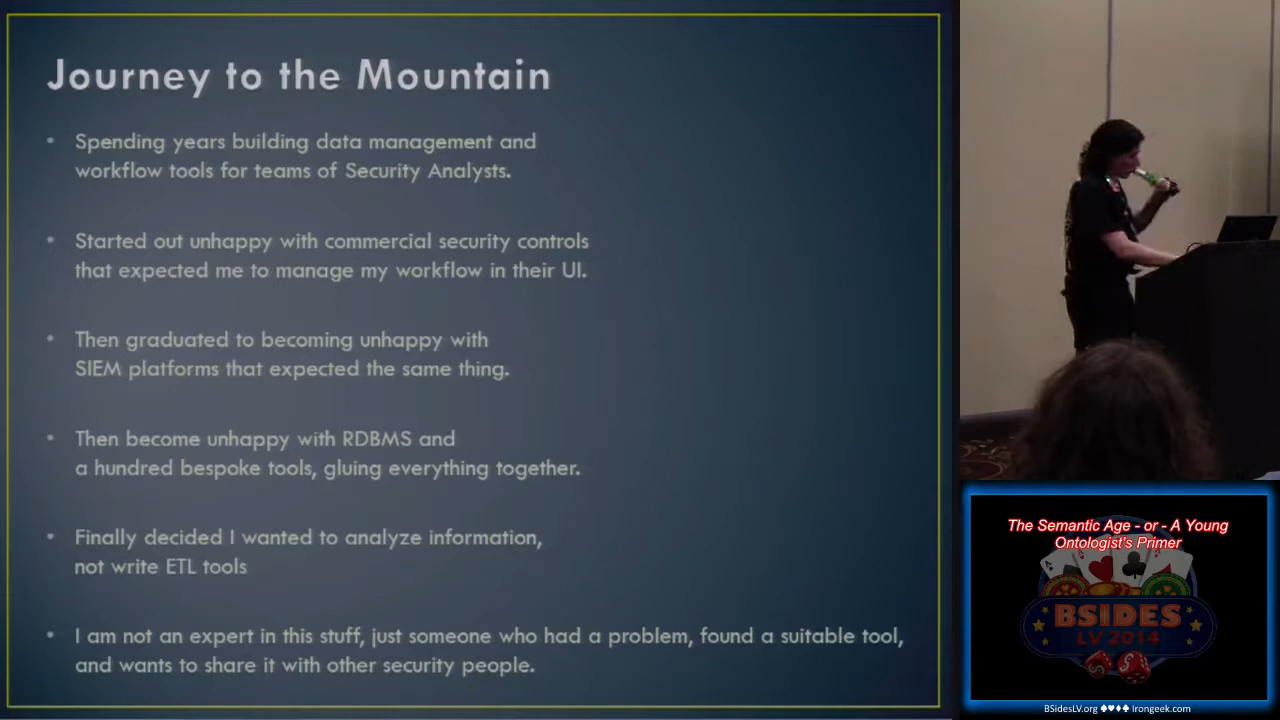 Journey to the Mountain
• Spending years building data management and
workflow tools for teams of Security Analysts.
• Started out unhappy with commercial security controls
that expected me to manage my workflow in their UI.
• Then graduated to becoming unhappy with
SIEM platforms that expected the same thing.
• Then become unhappy with RDBMS and
a hundred bespoke tools, gluing everything together.
• Finally decided I wanted to analyze information,
not write ETL tools
• I am not an expert in this stuff, just someone who had a problem, found a suitable tool,
and wants to share it with other security people.
The Semantic Age - or - A Young
Ontologist's Primer
BSIDES
LV 2014
BSidesLV.org ♠♥♦♣ Irongeek.com